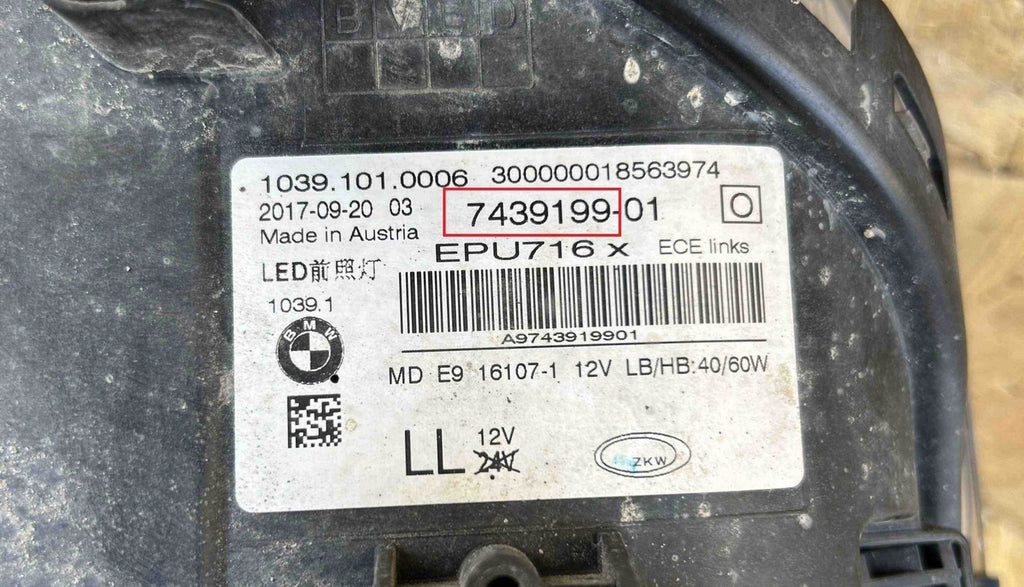 BMED
1039.101.0006 300000018563974
2017-09-20 03 7439199-01 O
Made in Austria
EPU716 x ECE links
LED前照灯
1039.1
BMW
A9743919901
MD E9 16107-1 12V LB/HB:40/60W
LL 12V
24V
ZKW